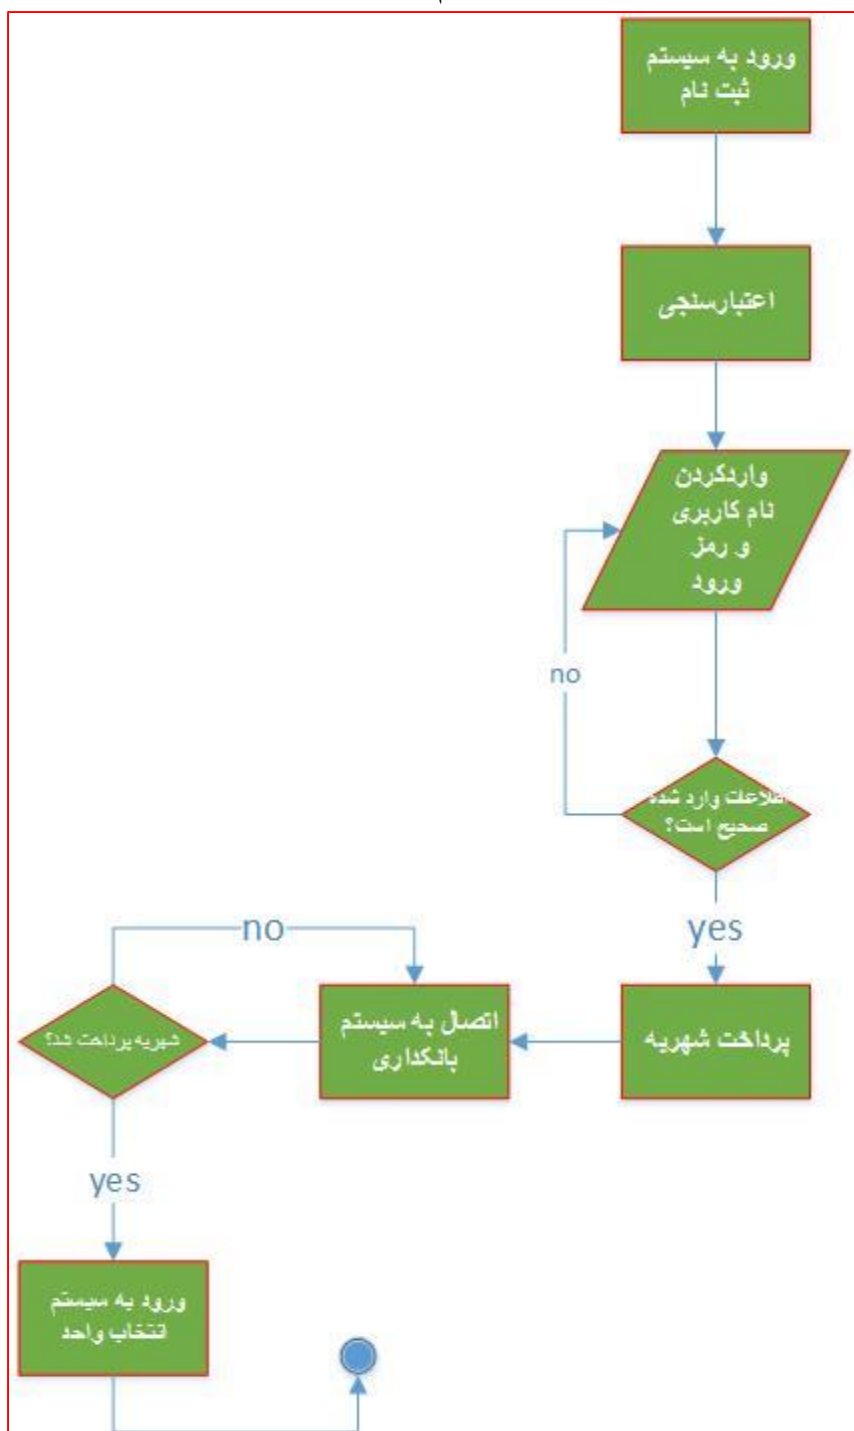 ورود به سیستم
ثبت نام
اعتبارسنجی
واردکردن
نام کاربری
و رمز
ورود
no
اطلاعات وارد شده
صحیح است؟
yes
پرداخت شهریه
اتصال به سیستم
بانکداری
no
شهریه پرداخت شد؟
yes
ورود به سیستم
انتخاب واحد